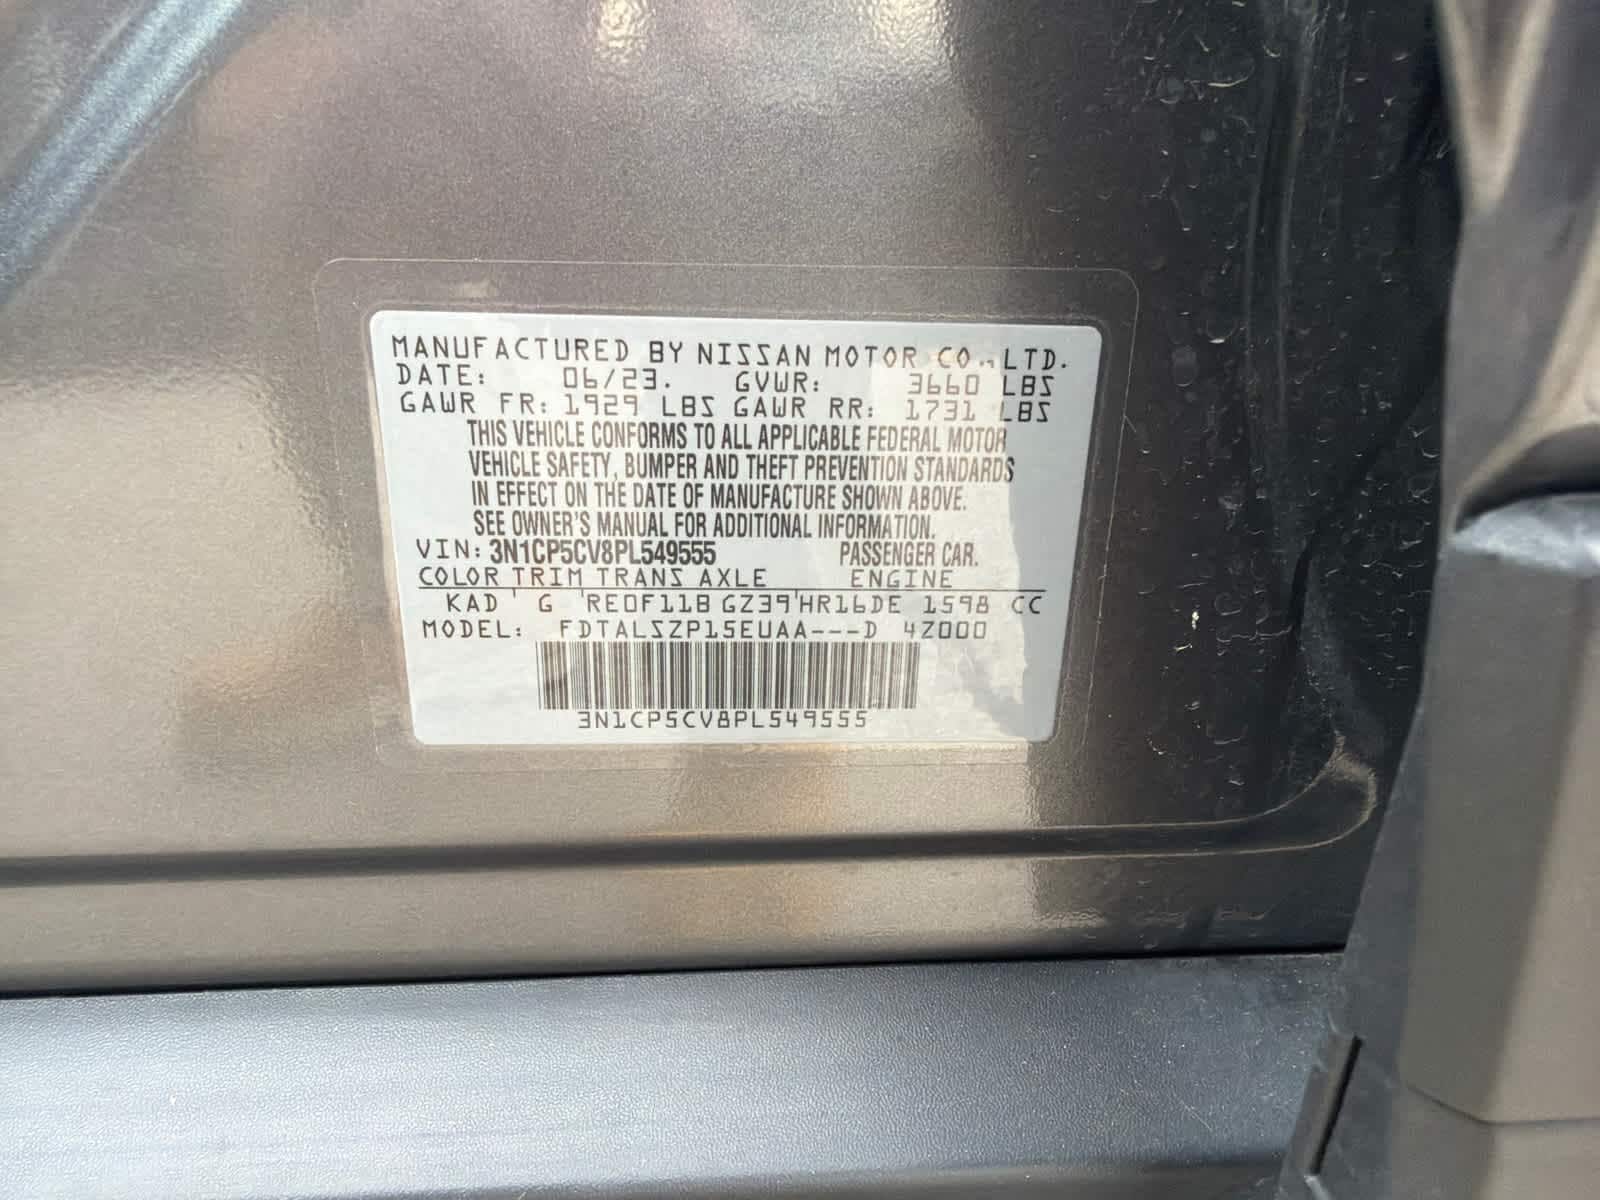 MANUFACTURED BY NISSAN MOTOR CO., LTD.
DATE: 06/23. GVWR: 3660 LBS
GAWR FR: 1929 LBS GAWR RR: 1731 LBS
THIS VEHICLE CONFORMS TO ALL APPLICABLE FEDERAL MOTOR
VEHICLE SAFETY, BUMPER AND THEFT PREVENTION STANDARDS
IN EFFECT ON THE DATE OF MANUFACTURE SHOWN ABOVE.
SEE OWNER'S MANUAL FOR ADDITIONAL INFORMATION.
VIN: 3N1CP5CV8PL549555 PASSENGER CAR.
COLOR TRIM TRANS AXLE ENGINE
KAD G RE0F11B GZ39 HR16DE 1598 CC
MODEL: FDTALSZP15EUAA---D 4Z000
3N1CP5CV8PL549555